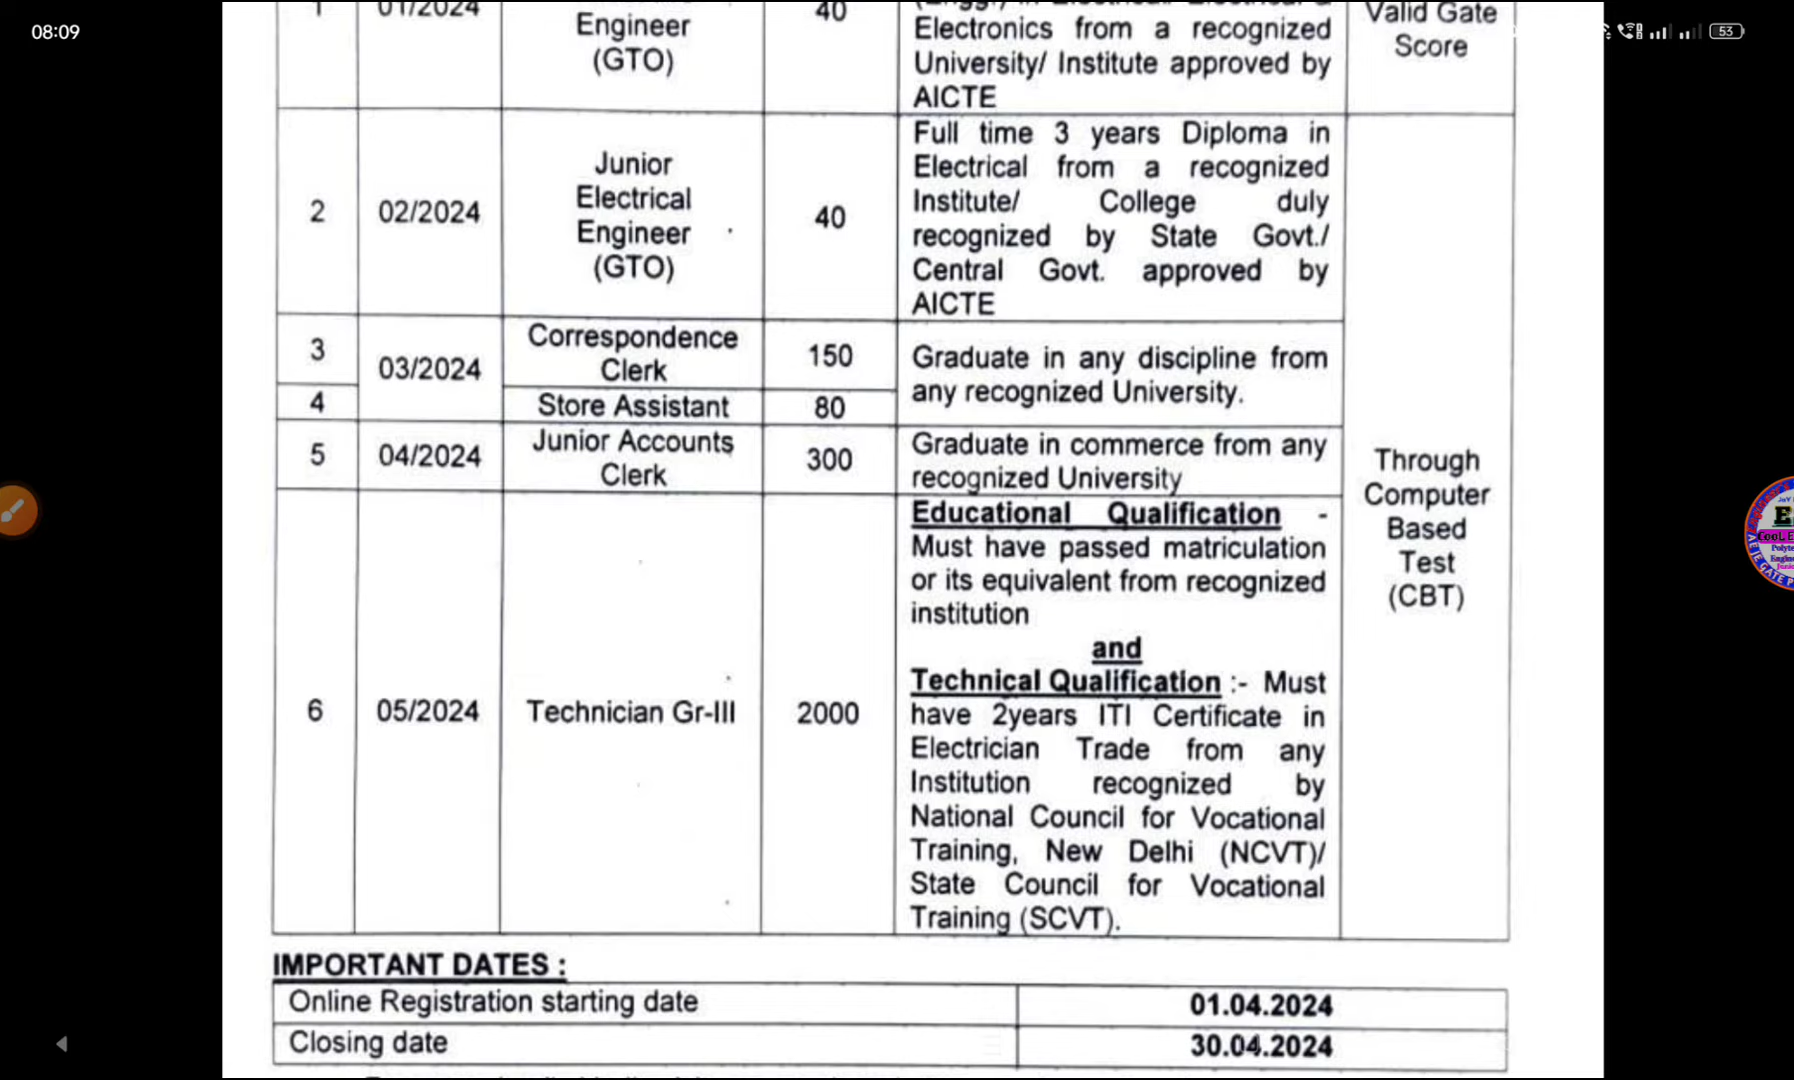 08:09
53
1
01/2024
Engineer
(GTO)
40
Electronics from a recognized
University/ Institute approved by
AICTE
Valid Gate
Score
2
02/2024
Junior
Electrical
Engineer
(GTO)
40
Full time 3 years Diploma in
Electrical from a recognized
Institute/ College duly
recognized by State Govt./
Central Govt. approved by
AICTE
3
03/2024
Correspondence
Clerk
150
Graduate in any discipline from
any recognized University.
4
Store Assistant
80
5
04/2024
Junior Accounts
Clerk
300
Graduate in commerce from any
recognized University
Through
Computer
Based
Test
(CBT)
6
05/2024
Technician Gr-III
2000
Educational Qualification -
Must have passed matriculation
or its equivalent from recognized
institution
and
Technical Qualification :- Must
have 2years ITI Certificate in
Electrician Trade from any
Institution recognized by
National Council for Vocational
Training, New Delhi (NCVT)/
State Council for Vocational
Training (SCVT).
IMPORTANT DATES :
Online Registration starting date
01.04.2024
Closing date
30.04.2024